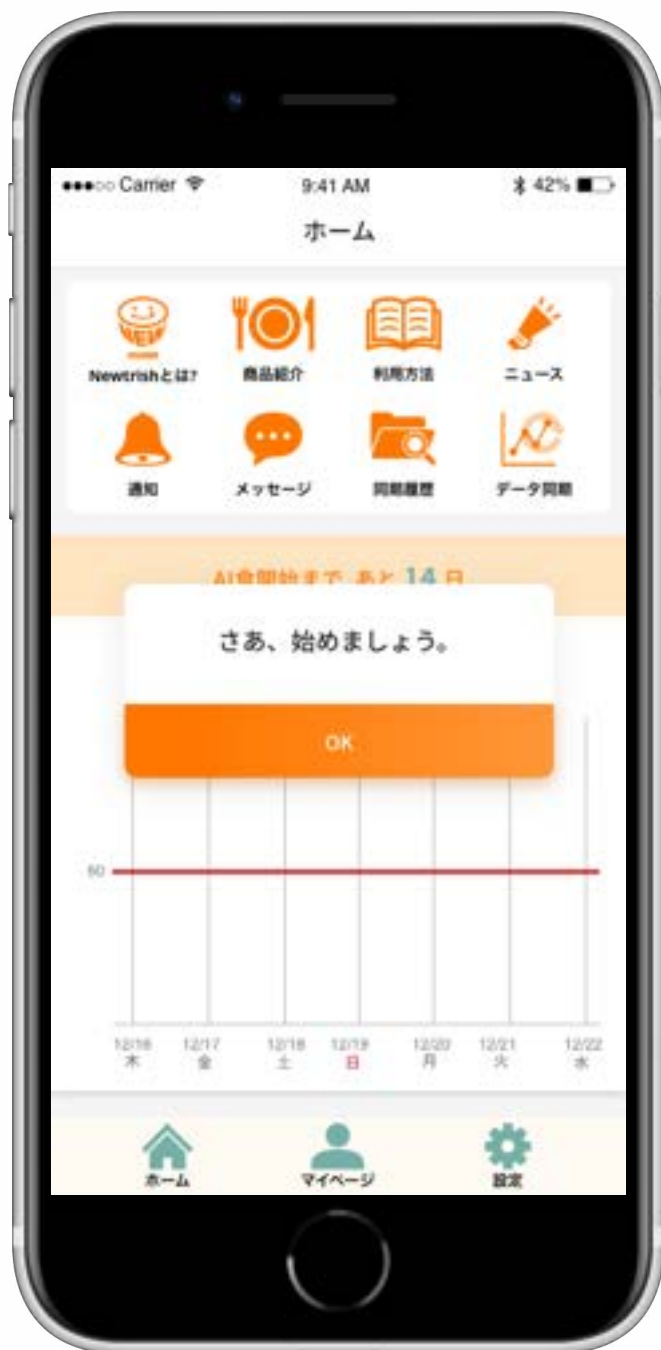 Carrier 9:41 AM 42%
ホーム
Newtrishとは? 商品紹介 利用方法 ニュース
通知 メッセージ 同期履歴 データ同期
AI食開始まで あと 14 日
さあ、始めましょう。
OK
50
12/16 12/17 12/18 12/19 12/20 12/21 12/22
木 金 土 日 月 火 水
ホーム マイページ 設定